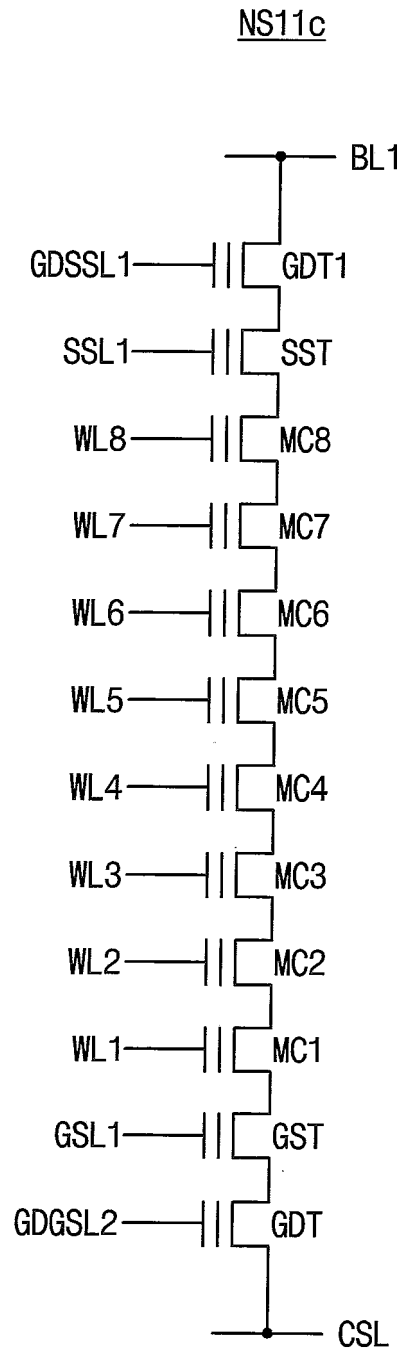 NS11c
BL1
GDSSL1 GDT1
SSL1 SST
WL8 MC8
WL7 MC7
WL6 MC6
WL5 MC5
WL4 MC4
WL3 MC3
WL2 MC2
WL1 MC1
GSL1 GST
GDGSL2 GDT
CSL